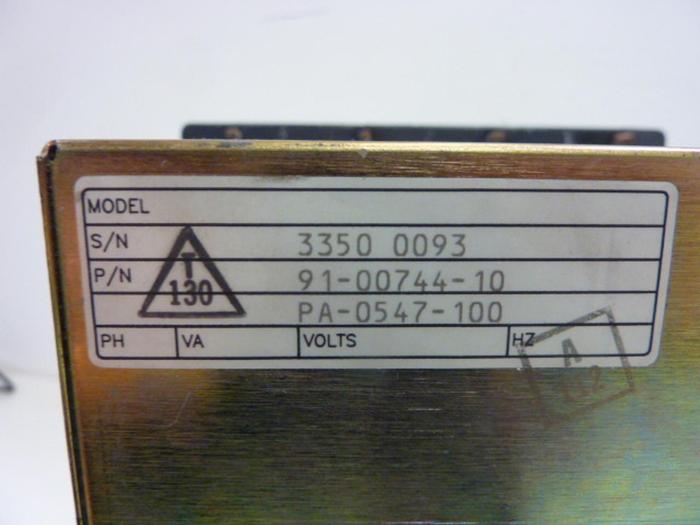 MODEL
S/N 3350 0093
P/N 91-00744-10
T
130
PA-0547-100
PH VA VOLTS HZ
A